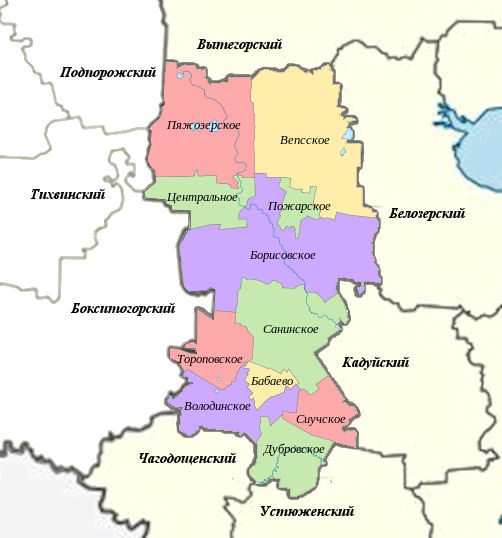 Вытегорский
Подпорожский
Пяжозерское
Вепсское
Тихвинский
Центральное
Пожарское
Белозерский
Борисовское
Бокситогорский
Санинское
Тороповское
Кадуйский
Бабаево
Володинское
Сиучское
Дубровское
Чагодощенский
Устюженский